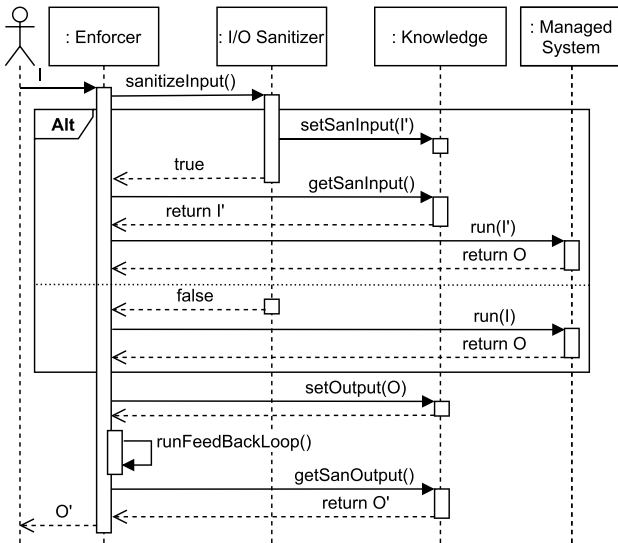 : Enforcer
: I/O Sanitizer
: Knowledge
: Managed
System
I
sanitizeInput()
Alt
setSanInput(I')
true
getSanInput()
return I'
run(I')
return O
false
run(I)
return O
setOutput(O)
runFeedBackLoop()
getSanOutput()
return O'
O'